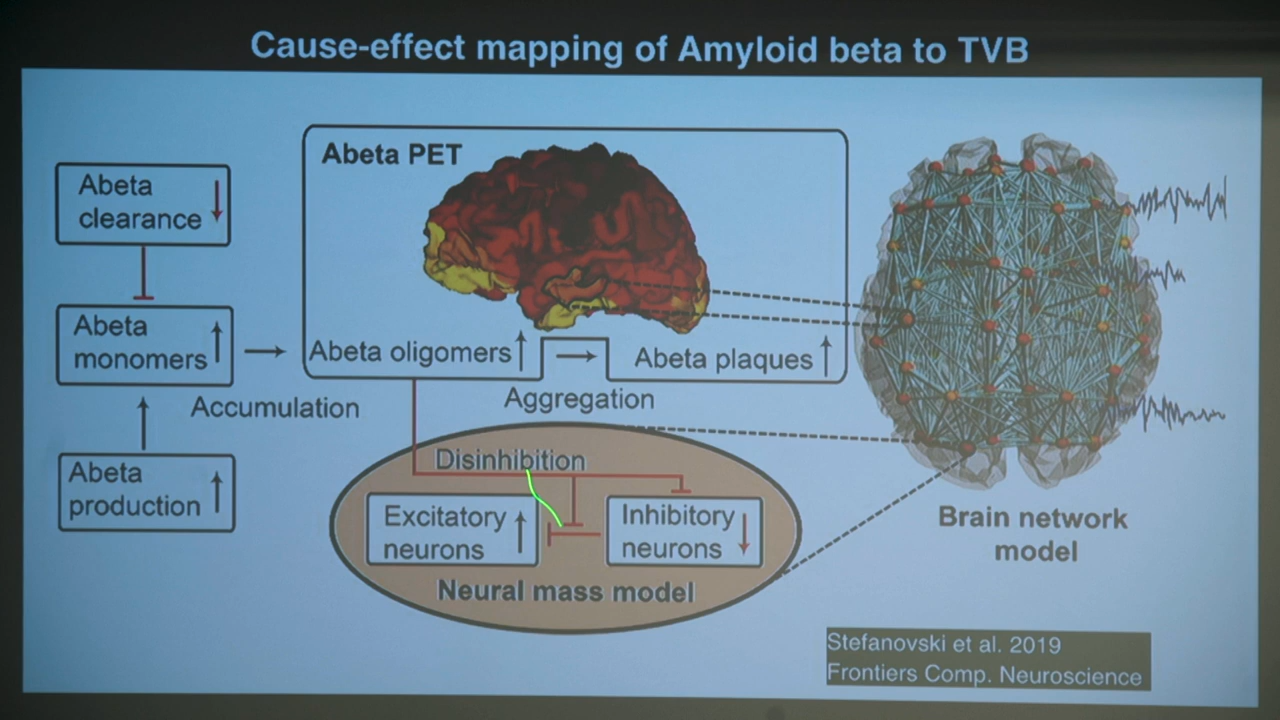 Cause-effect mapping of Amyloid beta to TVB
Abeta
clearance
Abeta
monomers
Abeta
production
Accumulation
Abeta PET
Abeta oligomers
Abeta plaques
Aggregation
Disinhibition
Excitatory
neurons
Inhibitory
neurons
Neural mass model
Brain network
model
Stefanovski et al. 2019
Frontiers Comp. Neuroscience